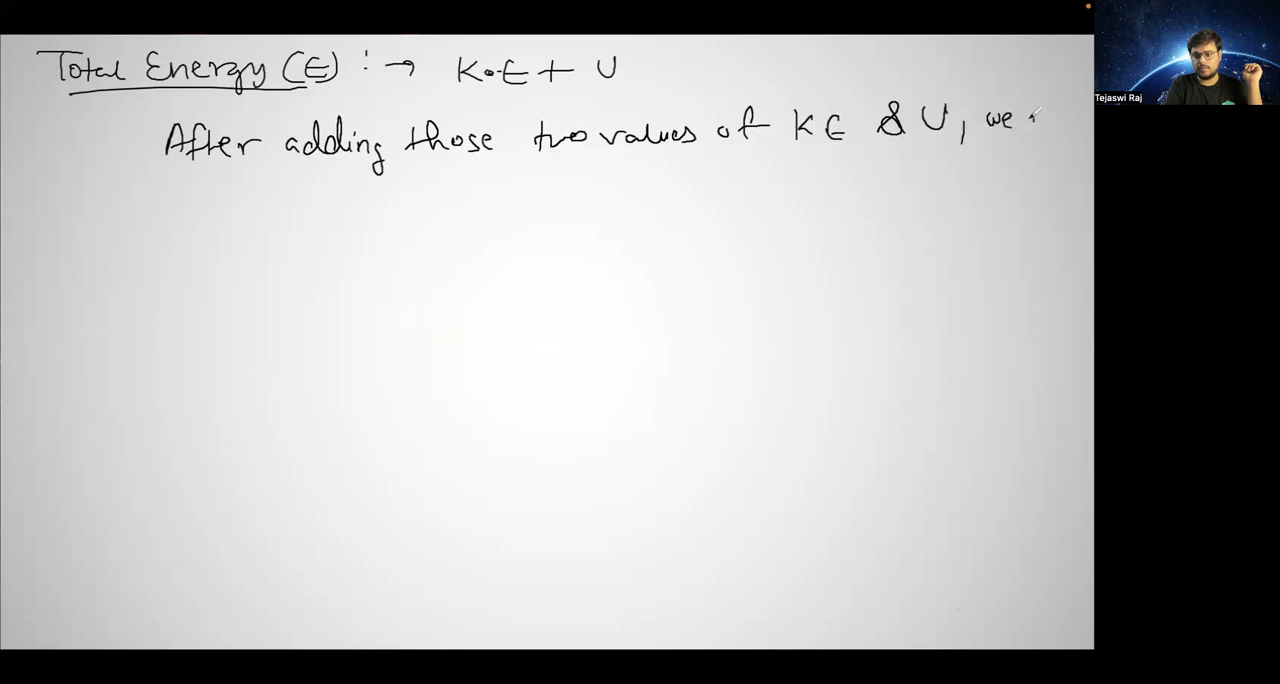 Total Energy (E) :→ K.E + U
After adding those two values of KE & U, we
Tejaswi Raj